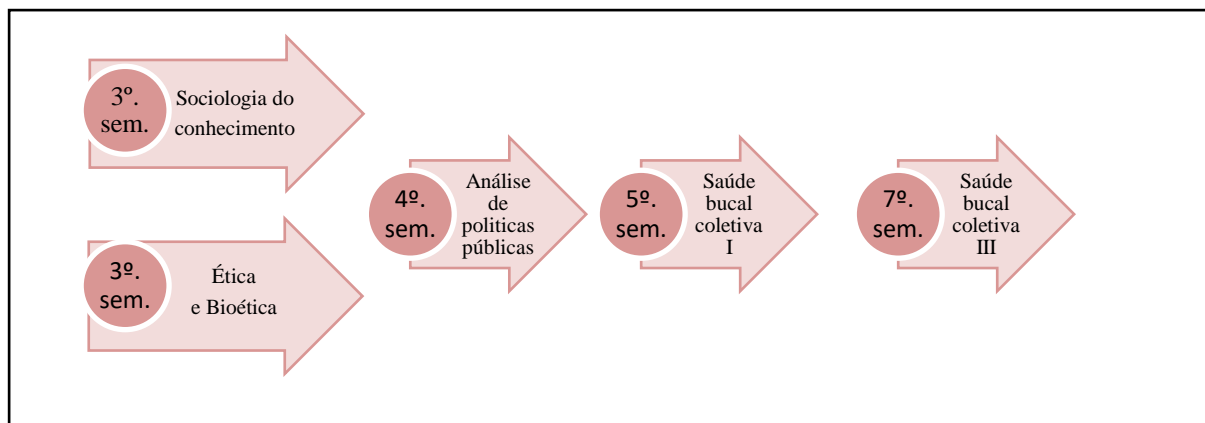 3º.
sem.
Sociologia do
conhecimento
3º.
sem.
Ética
e Bioética
4º.
sem.
Análise
de
politicas
públicas
5º.
sem.
Saúde
bucal
coletiva
I
7º.
sem.
Saúde
bucal
coletiva
III